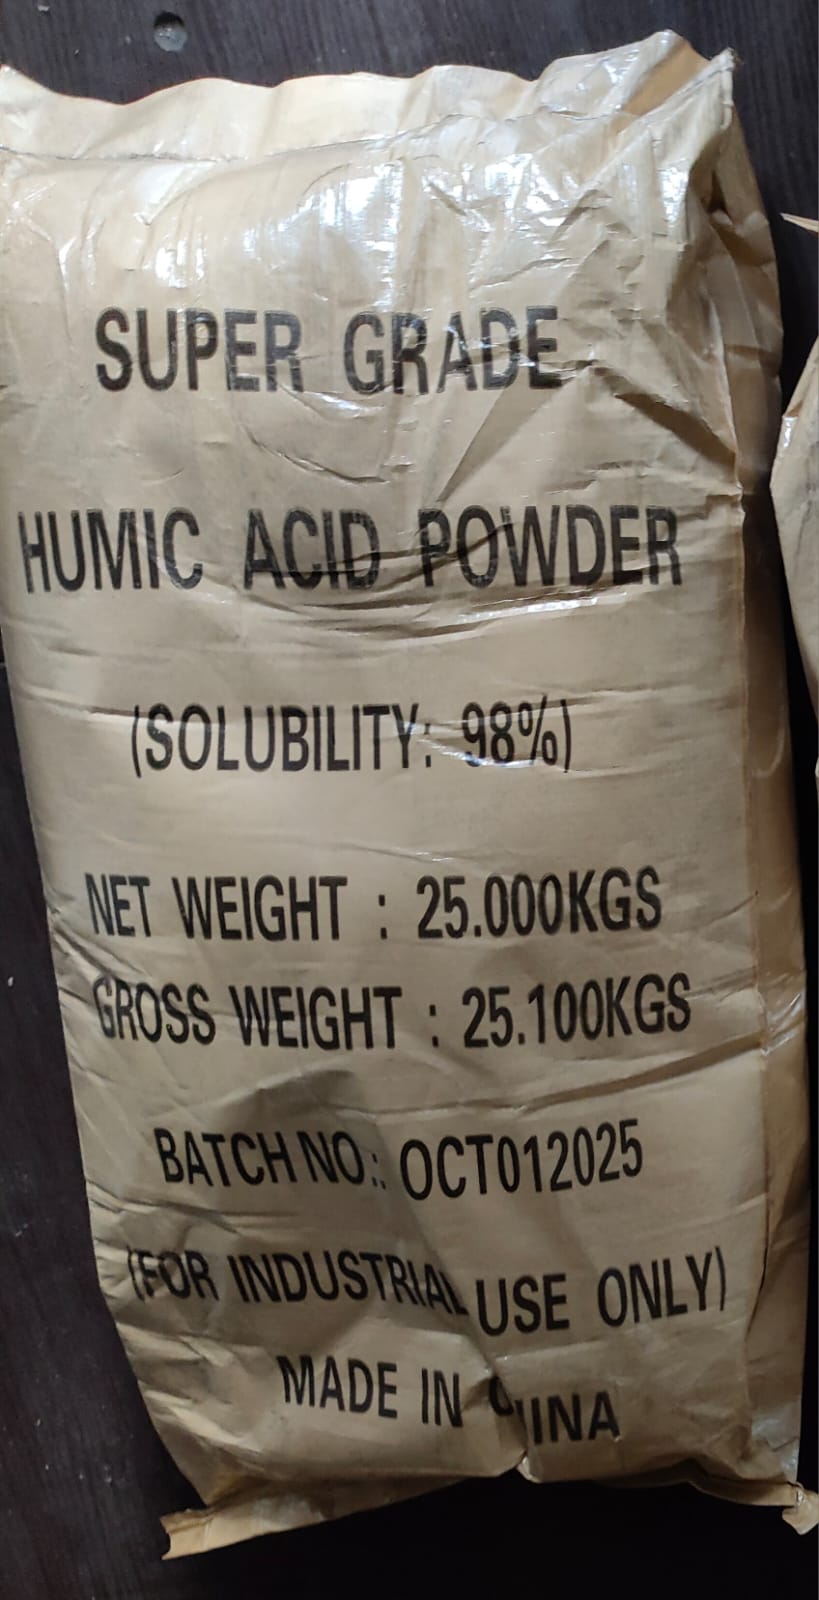 SUPER GRADE
HUMIC ACID POWDER
(SOLUBILITY: 98%)
NET WEIGHT : 25.000KGS
GROSS WEIGHT : 25.100KGS
BATCH NO.: OCT012025
(FOR INDUSTRIAL USE ONLY)
MADE IN CHINA